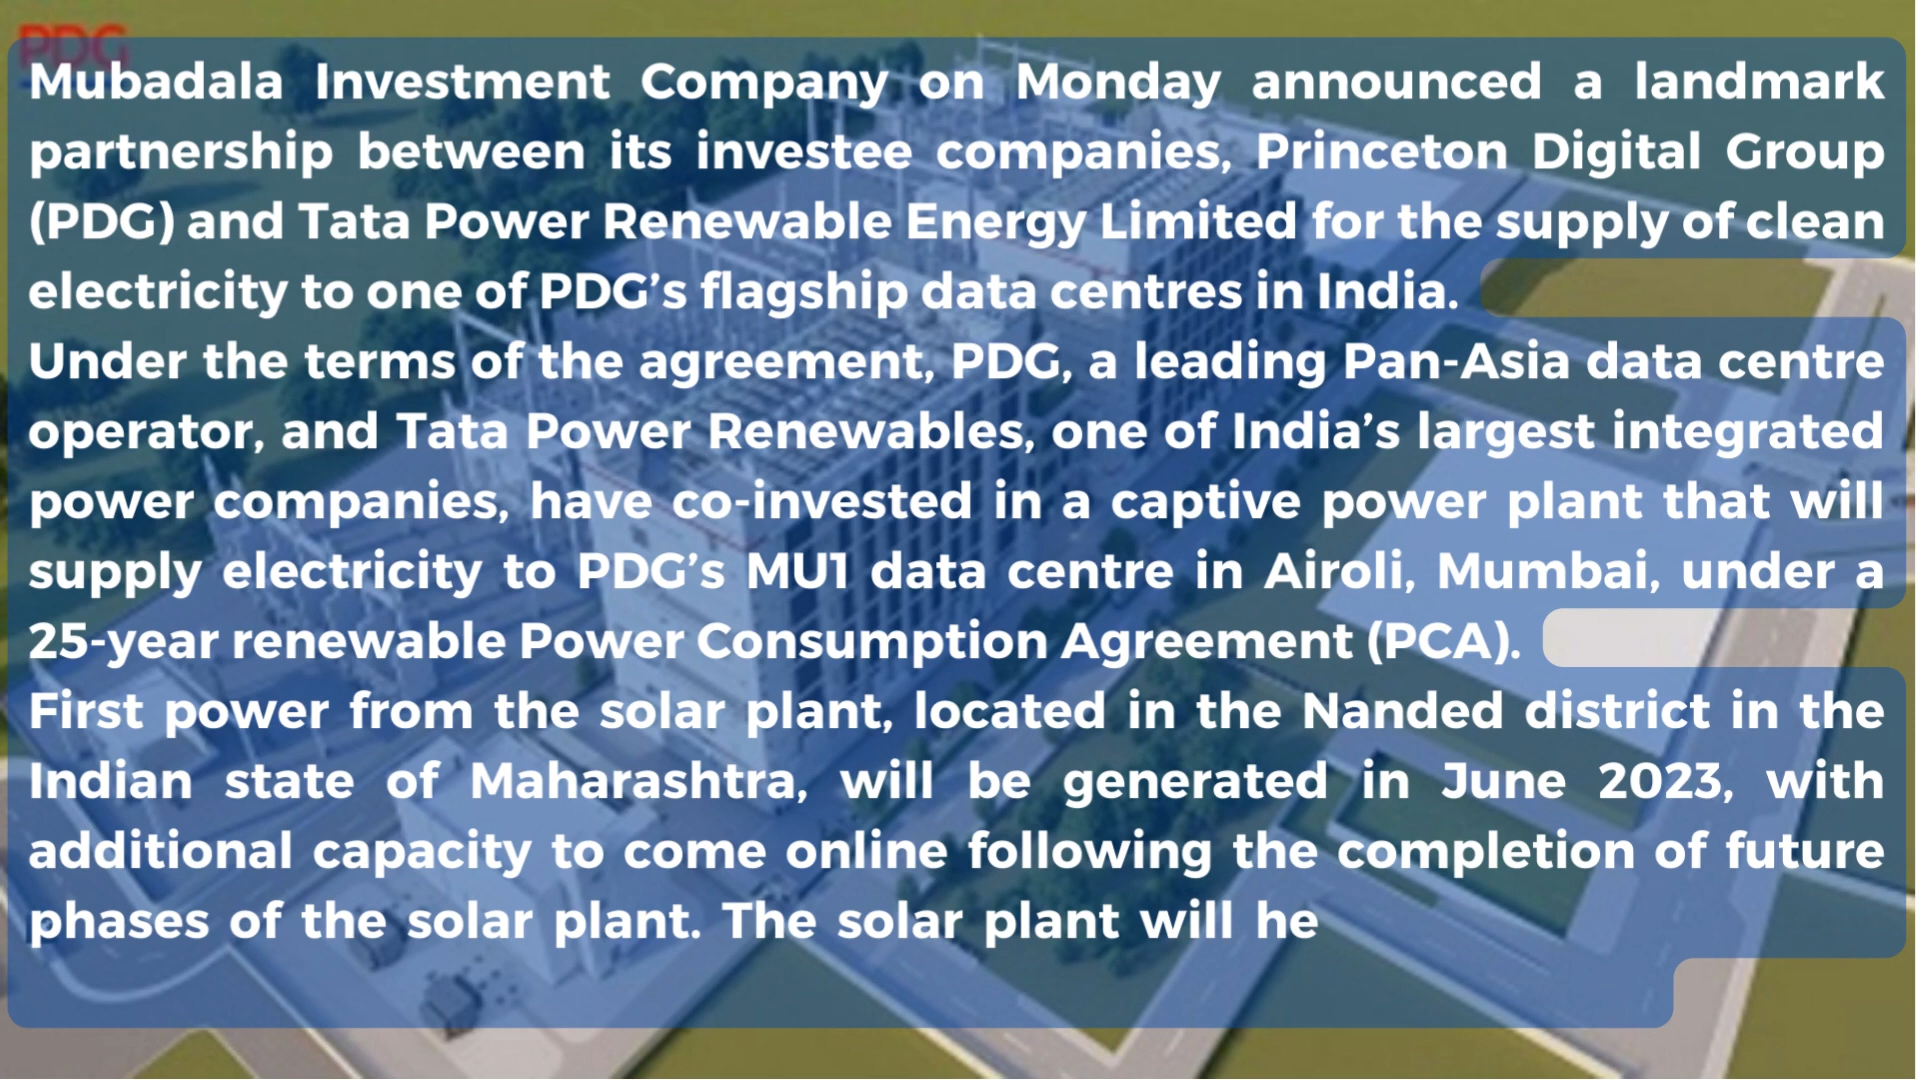 PDG
Mubadala Investment Company on Monday announced a landmark
partnership between its investee companies, Princeton Digital Group
(PDG) and Tata Power Renewable Energy Limited for the supply of clean
electricity to one of PDG’s flagship data centres in India.
Under the terms of the agreement, PDG, a leading Pan-Asia data centre
operator, and Tata Power Renewables, one of India’s largest integrated
power companies, have co-invested in a captive power plant that will
supply electricity to PDG’s MU1 data centre in Airoli, Mumbai, under a
25-year renewable Power Consumption Agreement (PCA).
First power from the solar plant, located in the Nanded district in the
Indian state of Maharashtra, will be generated in June 2023, with
additional capacity to come online following the completion of future
phases of the solar plant. The solar plant will he